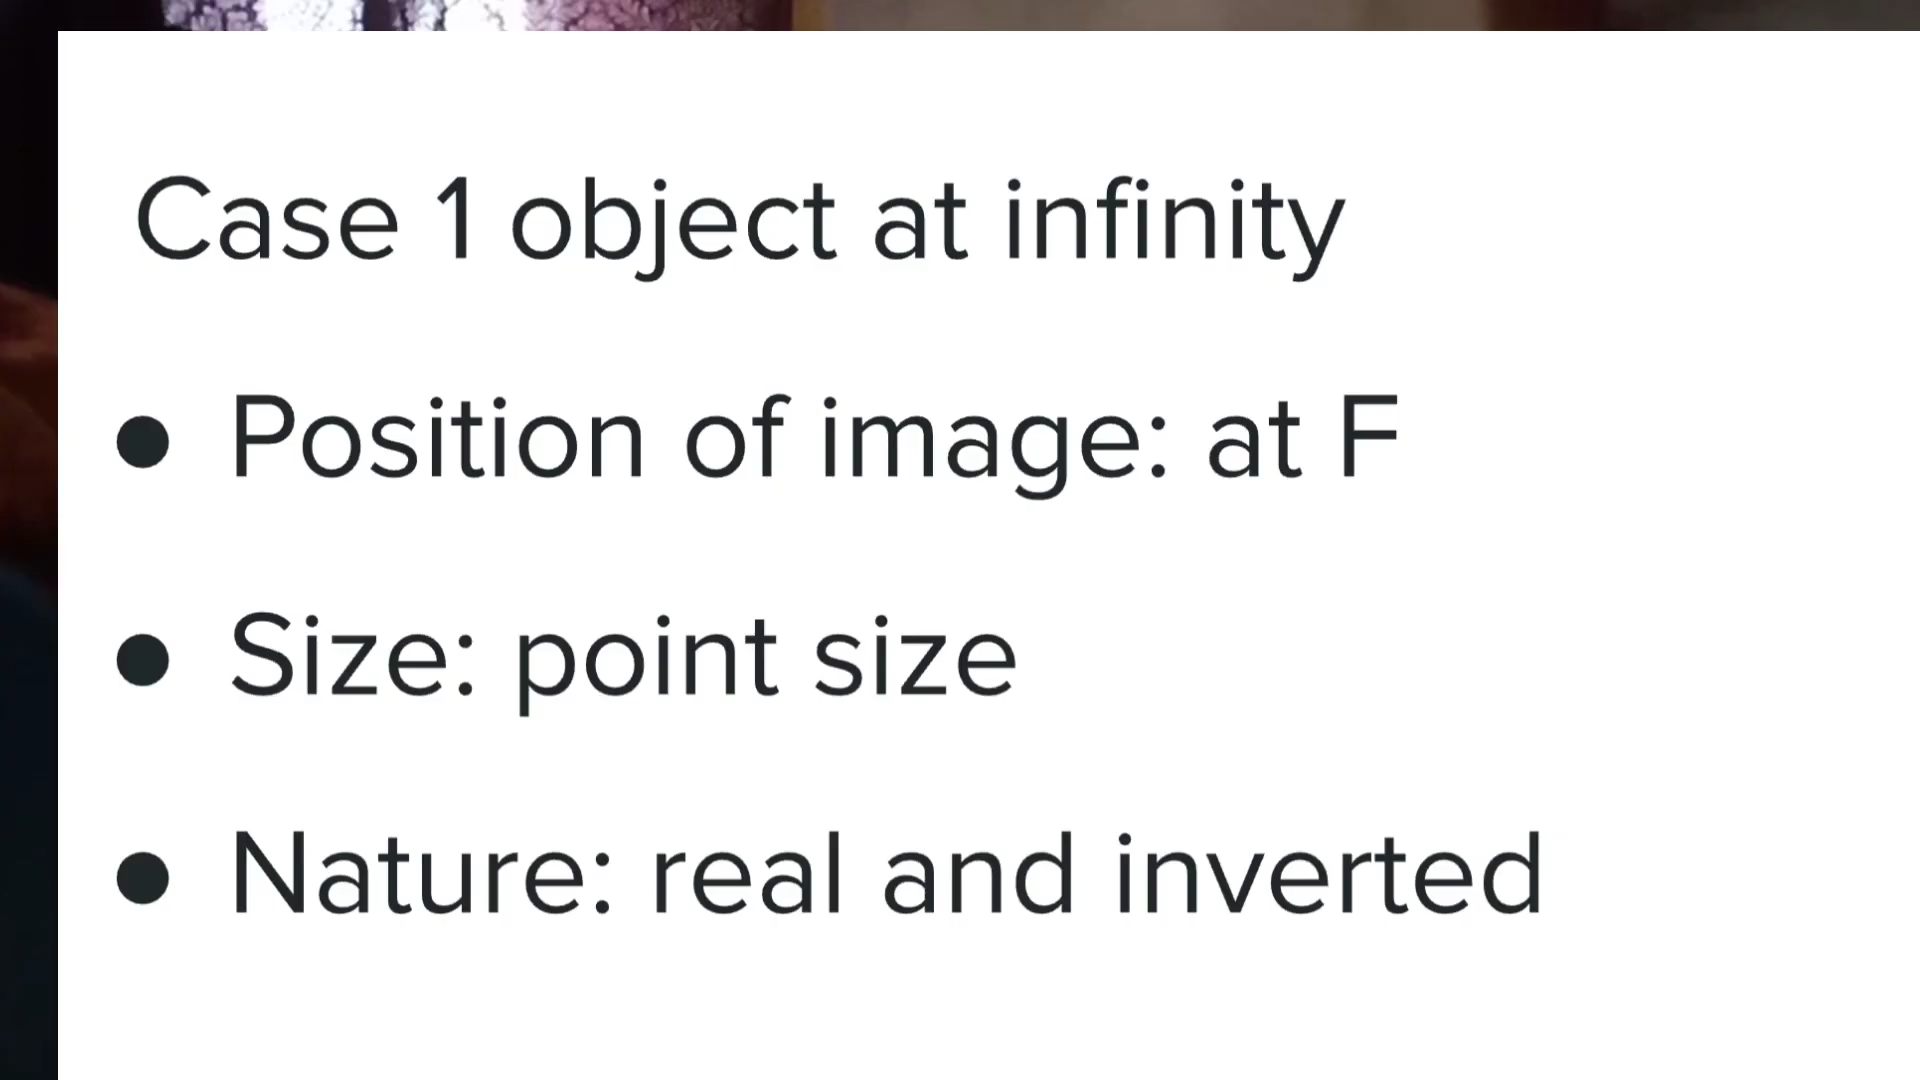 Case 1 object at infinity
● Position of image: at F
● Size: point size
● Nature: real and inverted